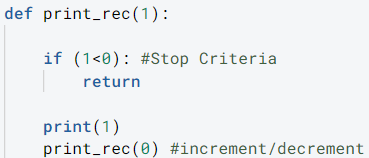 def print_rec(1):
if (1<0): #Stop Criteria
return
print(1)
print_rec(0) #increment/decrement